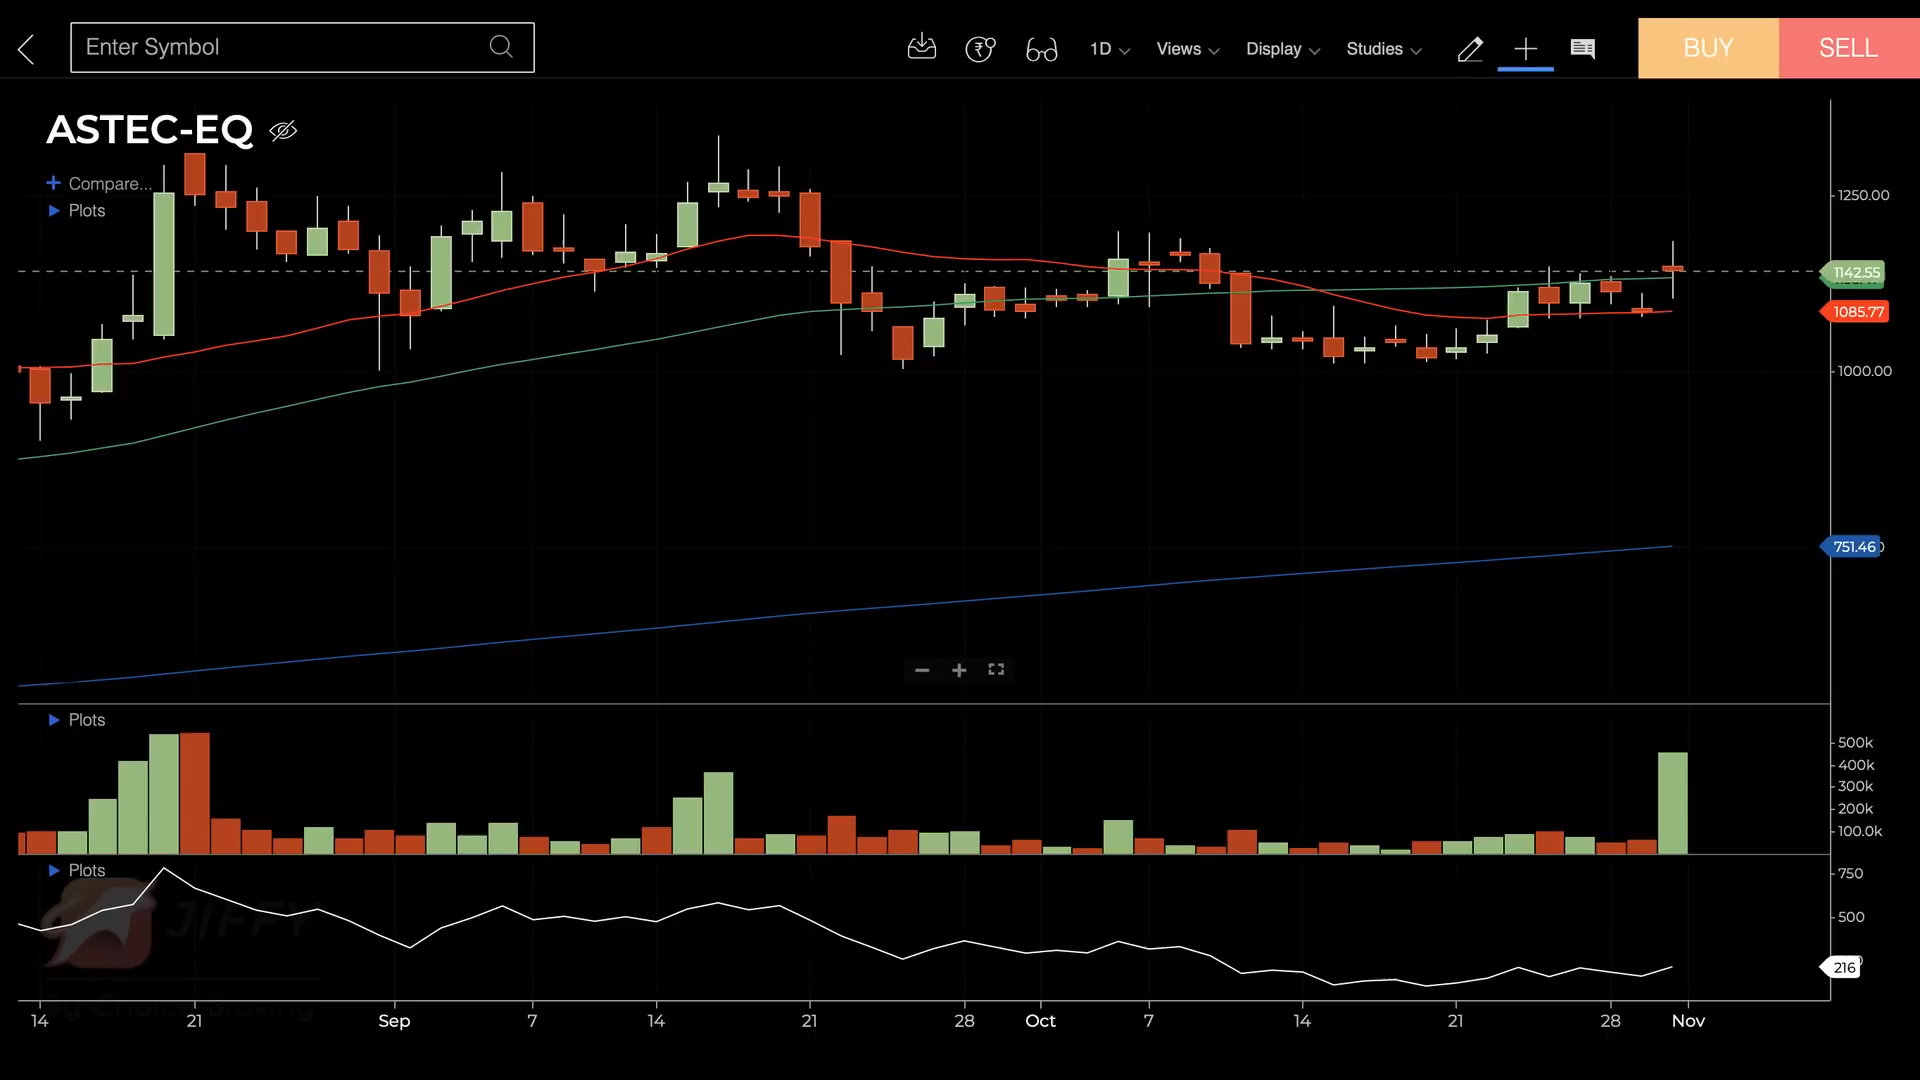 Enter Symbol
1D Views Display Studies BUY SELL
ASTEC-EQ
Compare...
Plots
1250.00
1142.55
1085.77
1000.00
751.46
Plots
500k
400k
300k
200k
100.0k
Plots
750
500
216
JIFFY
14 21 Sep 7 14 21 28 Oct 7 14 21 28 Nov